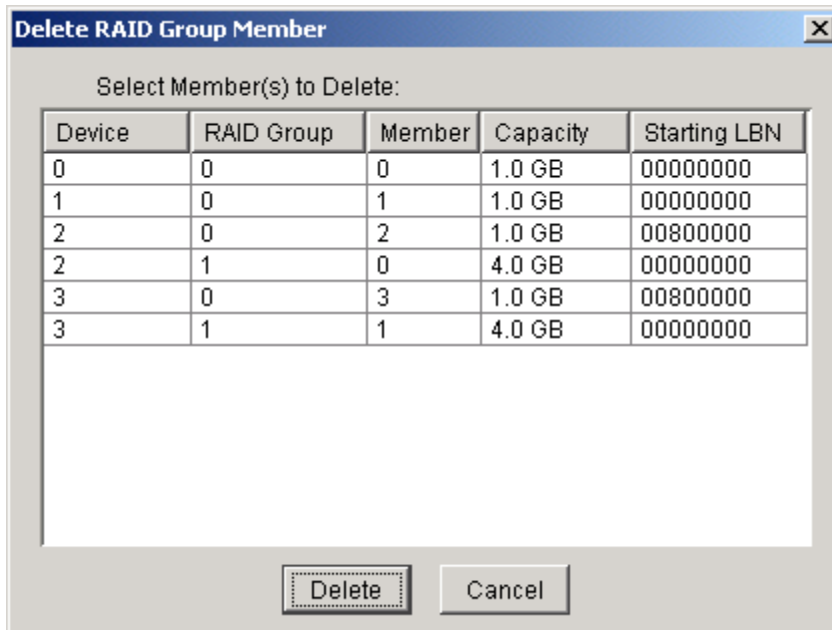 Delete RAID Group Member
Select Member(s) to Delete:
Device RAID Group Member Capacity Starting LBN
0 0 0 1.0 GB 00000000
1 0 1 1.0 GB 00000000
2 0 2 1.0 GB 00800000
2 1 0 4.0 GB 00000000
3 0 3 1.0 GB 00800000
3 1 1 4.0 GB 00000000
Delete Cancel